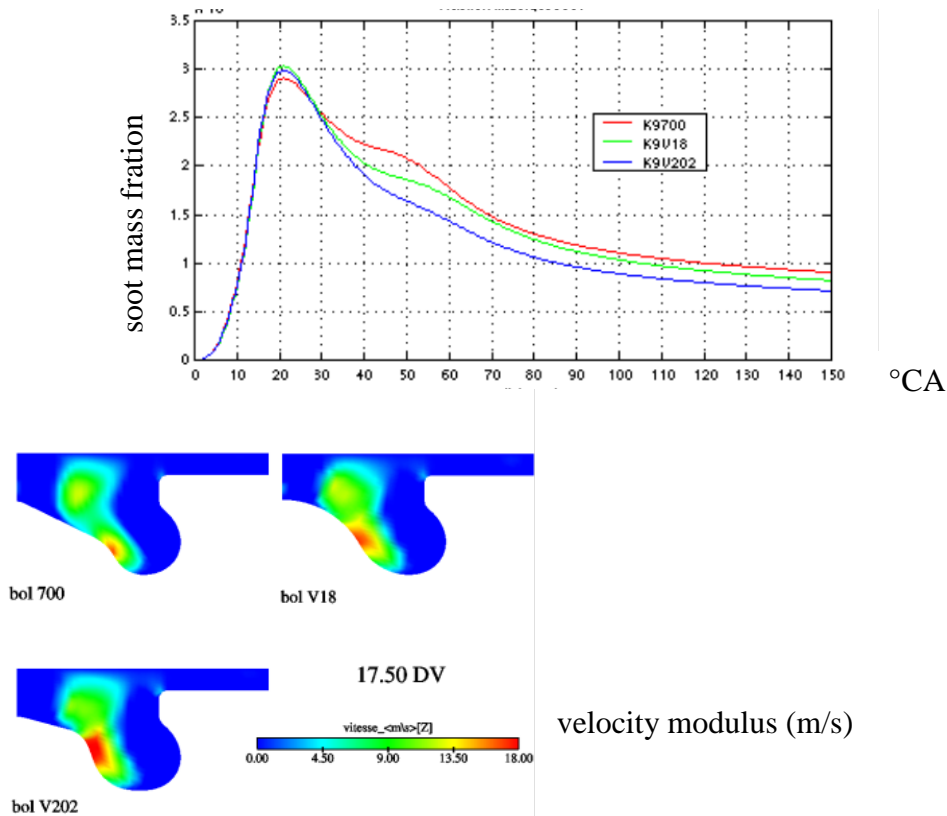 3.5
3
2.5
2
1.5
1
0.5
0
0 10 20 30 40 50 60 70 80 90 100 110 120 130 140 150
soot mass fration
K9700
K9V18
K9V202
°CA
bol 700
bol V18
17.50 DV
vitesse_<m\s>[Z]
0.00 4.50 9.00 13.50 18.00
velocity modulus (m/s)
bol V202